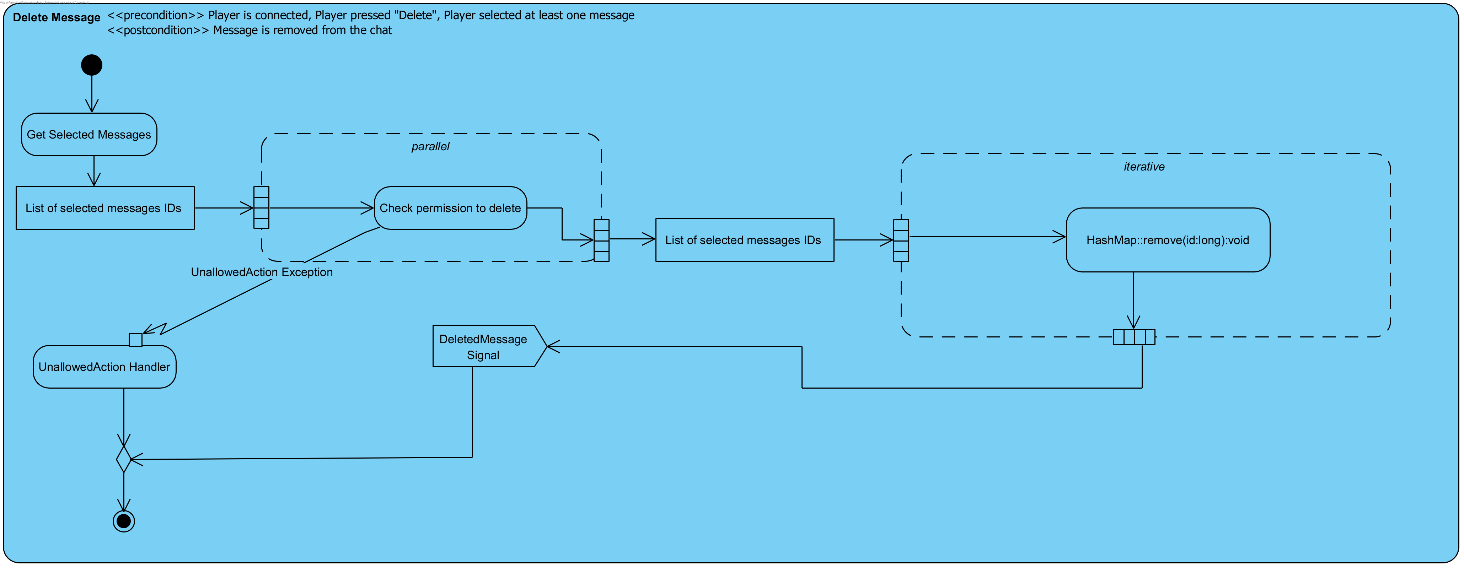 Delete Message <<precondition>> Player is connected, Player pressed "Delete", Player selected at least one message
<<postcondition>> Message is removed from the chat
Get Selected Messages
parallel
iterative
List of selected messages IDs
Check permission to delete
List of selected messages IDs
HashMap::remove(id:long):void
UnallowedAction Exception
DeletedMessage
Signal
UnallowedAction Handler